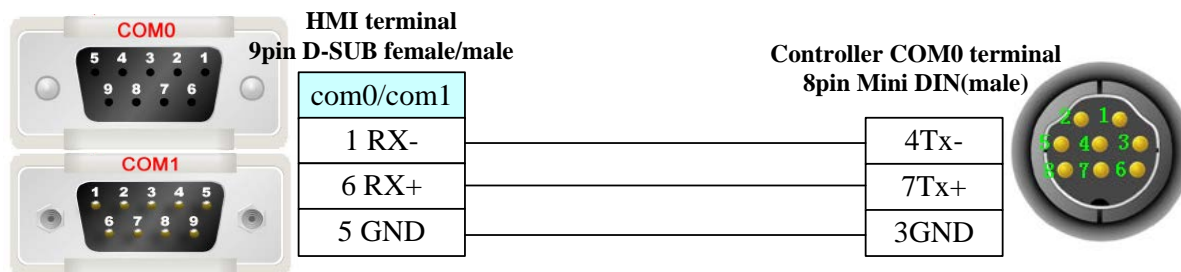 COM0
5 4 3 2 1
9 8 7 6
COM1
1 2 3 4 5
6 7 8 9
HMI terminal
9pin D-SUB female/male
com0/com1
1 RX-
6 RX+
5 GND
Controller COM0 terminal
8pin Mini DIN(male)
4Tx-
7Tx+
3GND
2 1
5 4 3
8 7 6